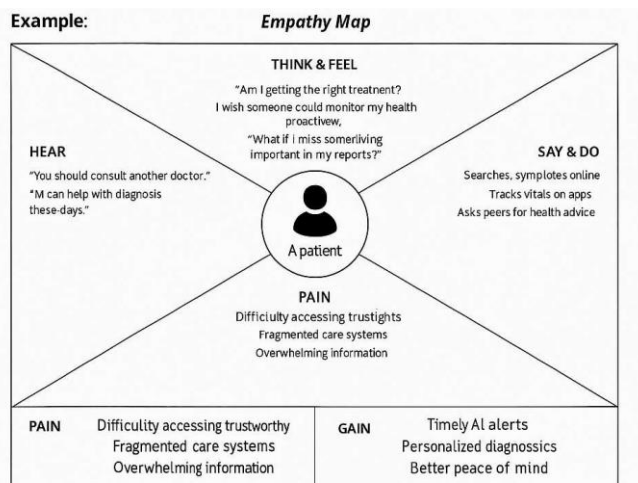 Example:
Empathy Map
THINK & FEEL
"Am I getting the right treatment?
I wish someone could monitor my health
proactivew,
"What if I miss somerliving
important in my reports?"
HEAR
"You should consult another doctor."
"M can help with diagnosis
these-days."
SAY & DO
Searches, symplotes online
Tracks vitals on apps
Asks peers for health advice
A patient
PAIN
Difficiulty accessing trustights
Fragmented care systems
Overwhelming information
PAIN
Difficulity accessing trustworthy
Fragmented care systems
Overwhelming information
GAIN
Timely AI alerts
Personalized diagnossics
Better peace of mind